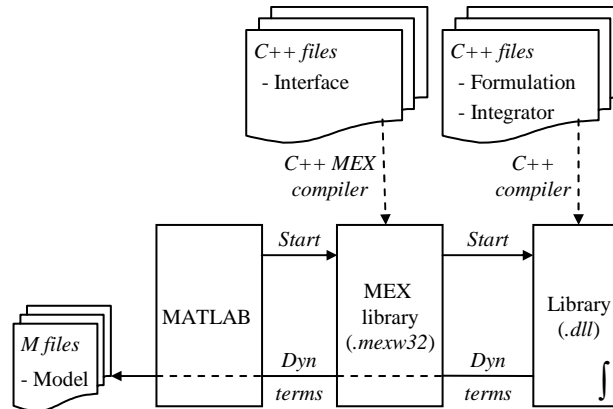 C++ files
- Interface
C++ files
- Formulation
- Integrator
C++ MEX
compiler
C++
compiler
Start
Start
MATLAB
MEX
library
(.mexw32)
Library
(.dll)
M files
- Model
Dyn
terms
Dyn
terms
∫